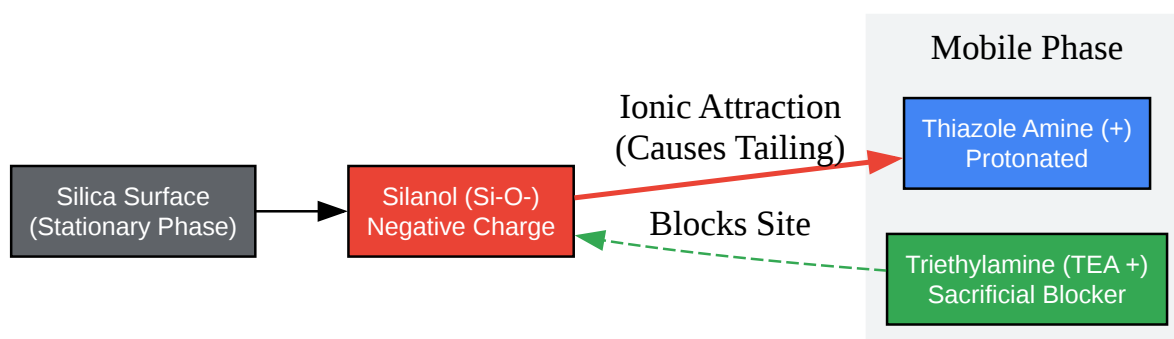 Mobile Phase
Ionic Attraction
(Causes Tailing)
Thiazole Amine (+)
Protonated
Silica Surface
(Stationary Phase)
Silanol (Si-O-)
Negative Charge
Blocks Site
Triethylamine (TEA +)
Sacrificial Blocker